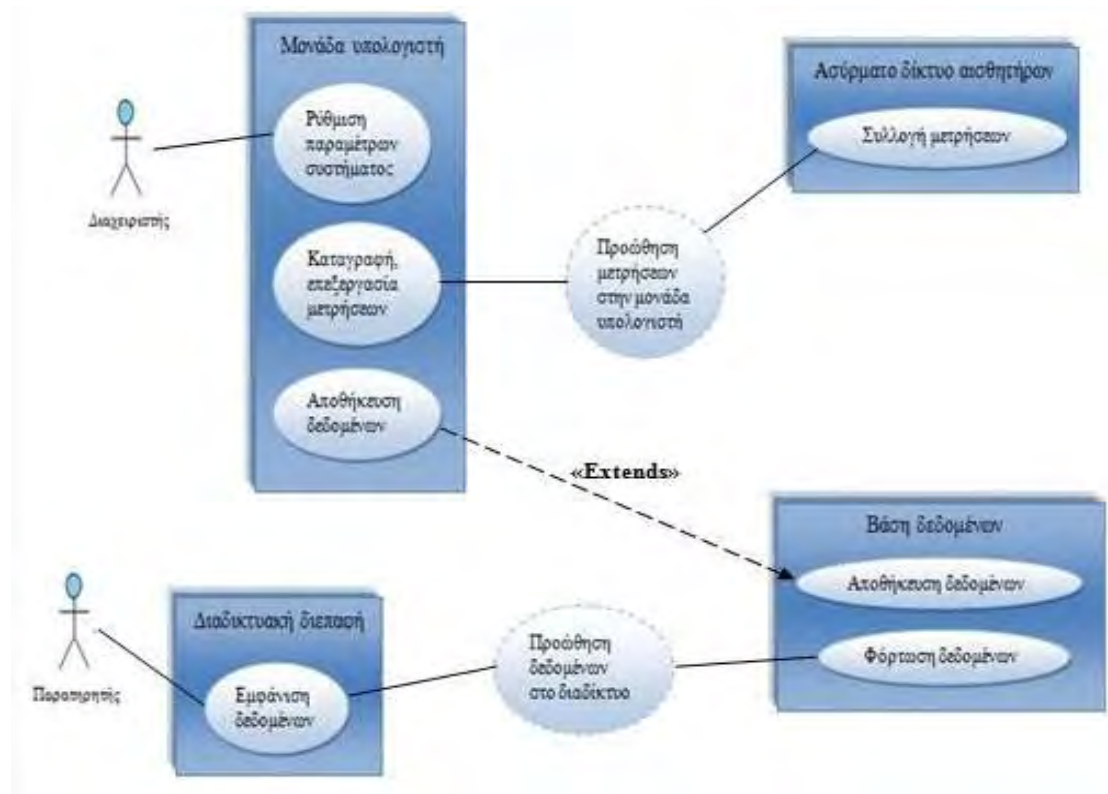 Μονάδα υπολογιστή
Ρύθμιση
παραμέτρων
συστήματος
Διαχειριστής
Καταγραφή,
επεξεργασία
μετρήσεων
Αποθήκευση
δεδομένων
Ασύρματο δίκτυο αισθητήρων
Συλλογή μετρήσεων
Προώθηση
μετρήσεων
στην μονάδα
υπολογιστή
«Extends»
Βάση δεδομένων
Αποθήκευση δεδομένων
Φόρτωση δεδομένων
Προώθηση
δεδομένων
στο διαδίκτυο
Διαδικτυακή διεπαφή
Εμφάνιση
δεδομένων
Παρατηρητής